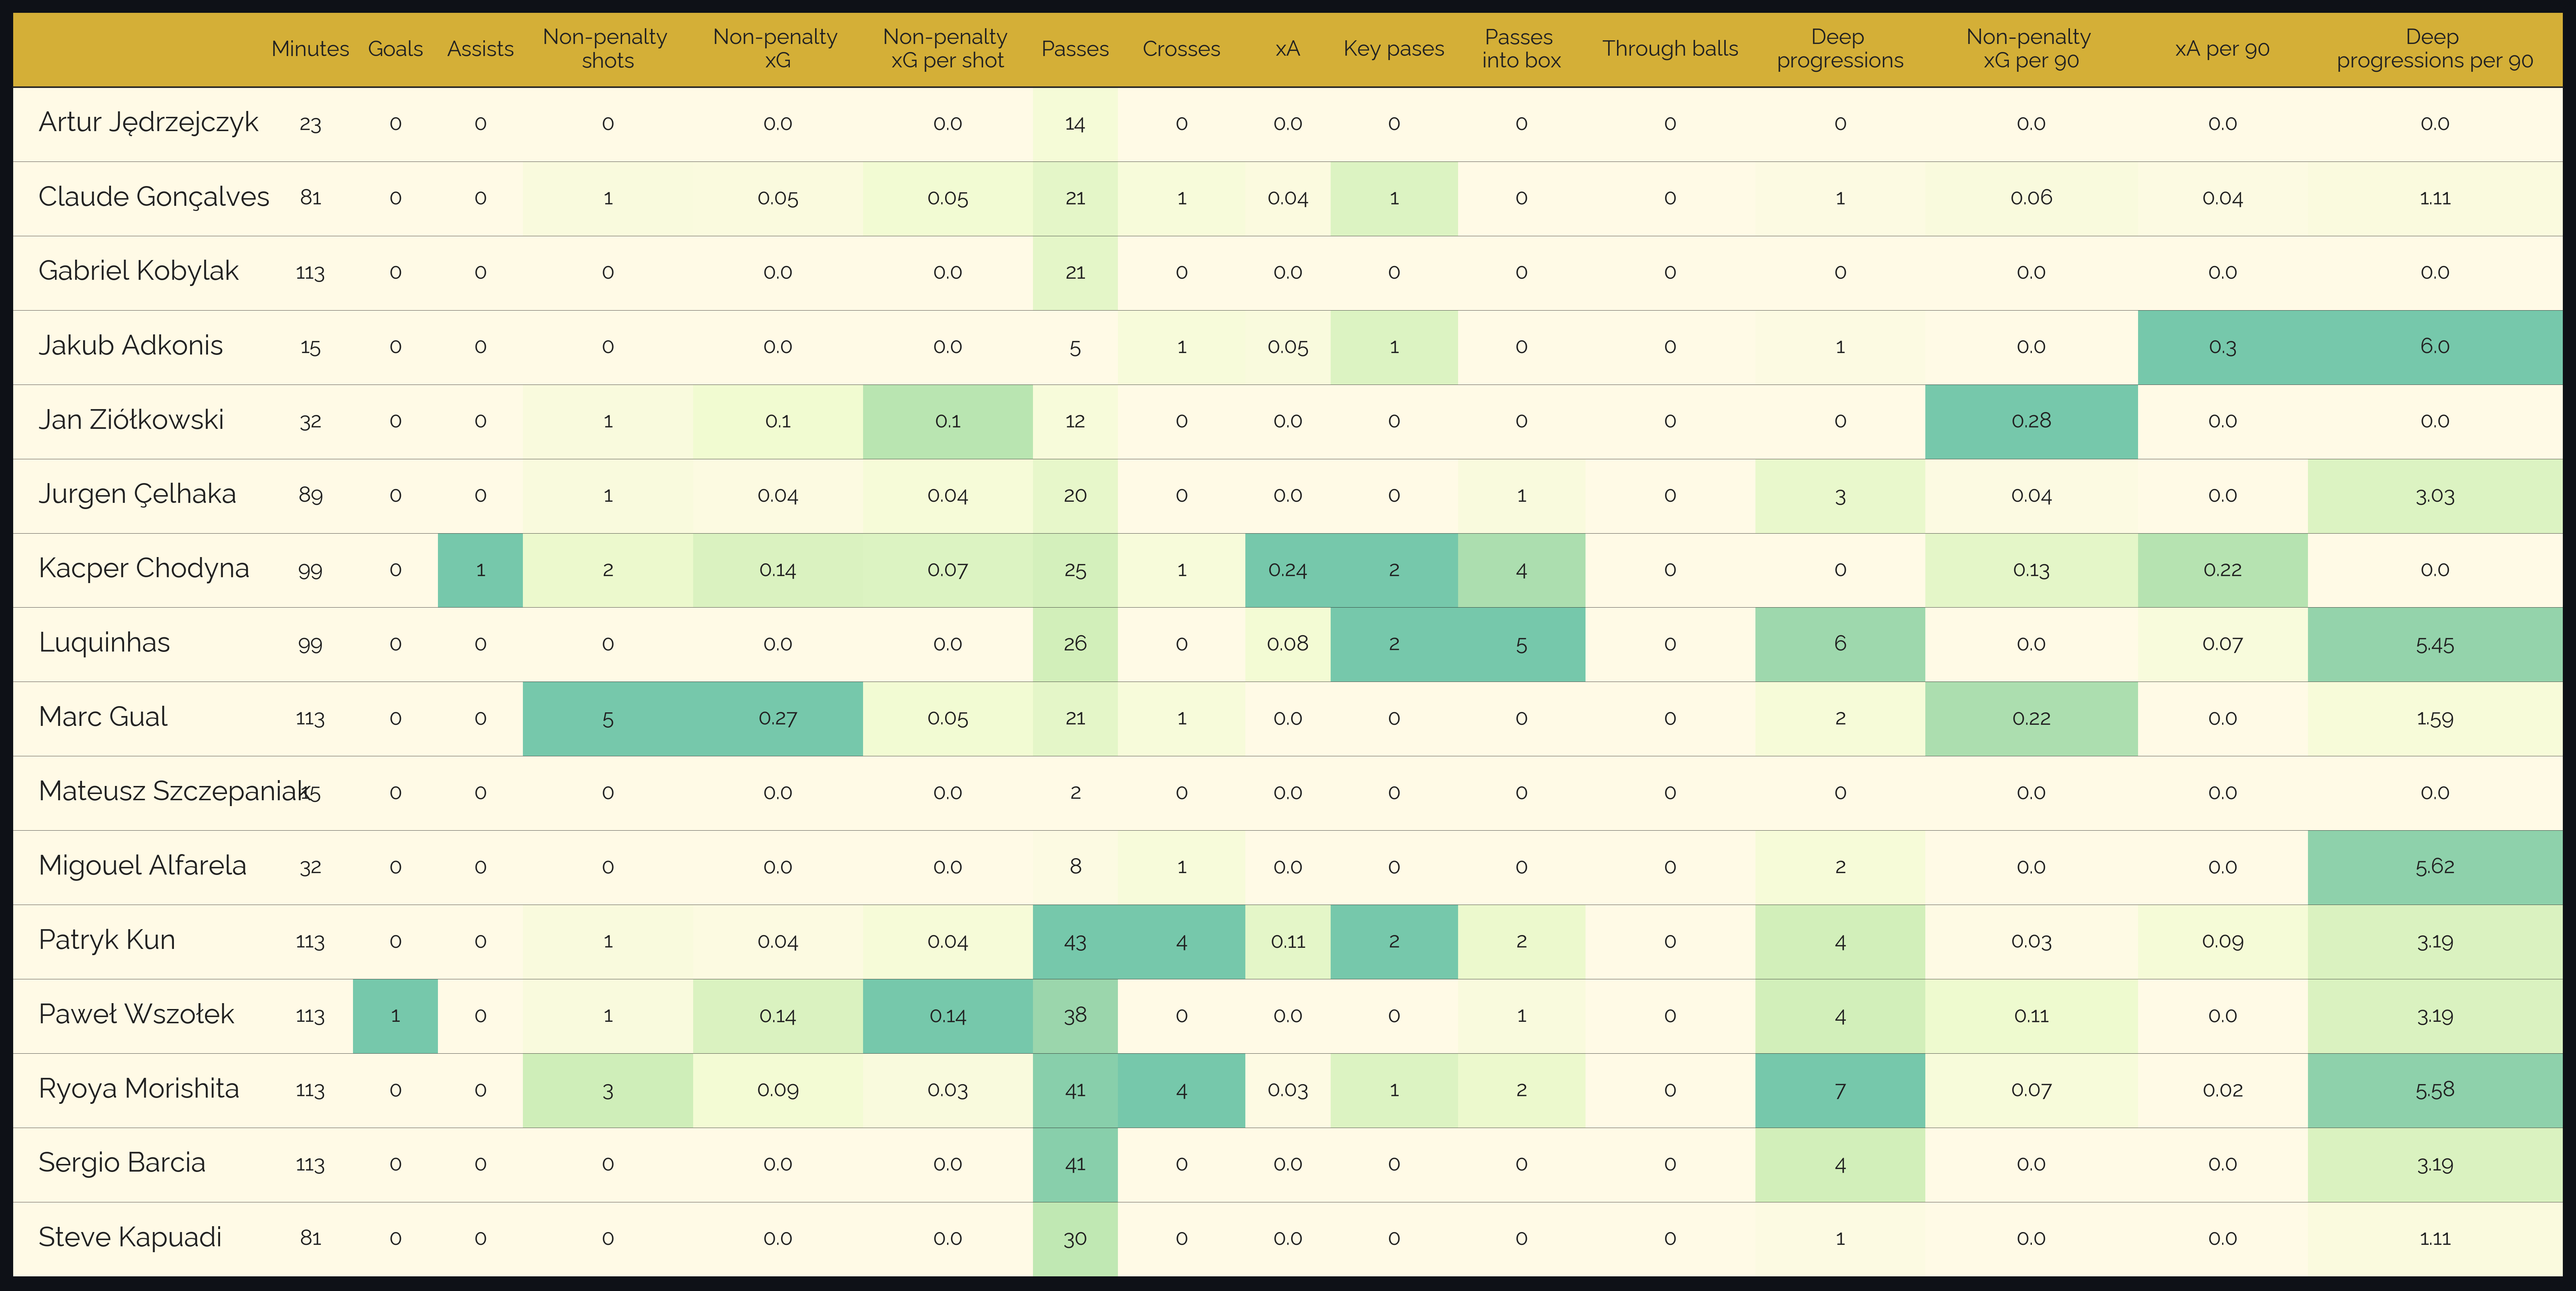 Minutes Goals Assists Non-penalty shots Non-penalty xG Non-penalty xG per shot Passes Crosses xA Key pases Passes into box Through balls Deep progressions Non-penalty xG per 90 xA per 90 Deep progressions per 90
Artur Jędrzejczyk 23 0 0 0 0.0 0.0 14 0 0.0 0 0 0 0 0.0 0.0 0.0
Claude Gonçalves 81 0 0 1 0.05 0.05 21 1 0.04 1 0 0 1 0.06 0.04 1.11
Gabriel Kobylak 113 0 0 0 0.0 0.0 21 0 0.0 0 0 0 0 0.0 0.0 0.0
Jakub Adkonis 15 0 0 0 0.0 0.0 5 1 0.05 1 0 0 1 0.0 0.3 6.0
Jan Ziółkowski 32 0 0 1 0.1 0.1 12 0 0.0 0 0 0 0 0.28 0.0 0.0
Jurgen Çelhaka 89 0 0 1 0.04 0.04 20 0 0.0 0 1 0 3 0.04 0.0 3.03
Kacper Chodyna 99 0 1 2 0.14 0.07 25 1 0.24 2 4 0 0 0.13 0.22 0.0
Luquinhas 99 0 0 0 0.0 0.0 26 0 0.08 2 5 0 6 0.0 0.07 5.45
Marc Gual 113 0 0 5 0.27 0.05 21 1 0.0 0 0 0 2 0.22 0.0 1.59
Mateusz Szczepaniak 15 0 0 0 0.0 0.0 2 0 0.0 0 0 0 0 0.0 0.0 0.0
Migouel Alfarela 32 0 0 0 0.0 0.0 8 1 0.0 0 0 0 2 0.0 0.0 5.62
Patryk Kun 113 0 0 1 0.04 0.04 43 4 0.11 2 2 0 4 0.03 0.09 3.19
Paweł Wszołek 113 1 0 1 0.14 0.14 38 0 0.0 0 1 0 4 0.11 0.0 3.19
Ryoya Morishita 113 0 0 3 0.09 0.03 41 4 0.03 1 2 0 7 0.07 0.02 5.58
Sergio Barcia 113 0 0 0 0.0 0.0 41 0 0.0 0 0 0 4 0.0 0.0 3.19
Steve Kapuadi 81 0 0 0 0.0 0.0 30 0 0.0 0 0 0 1 0.0 0.0 1.11